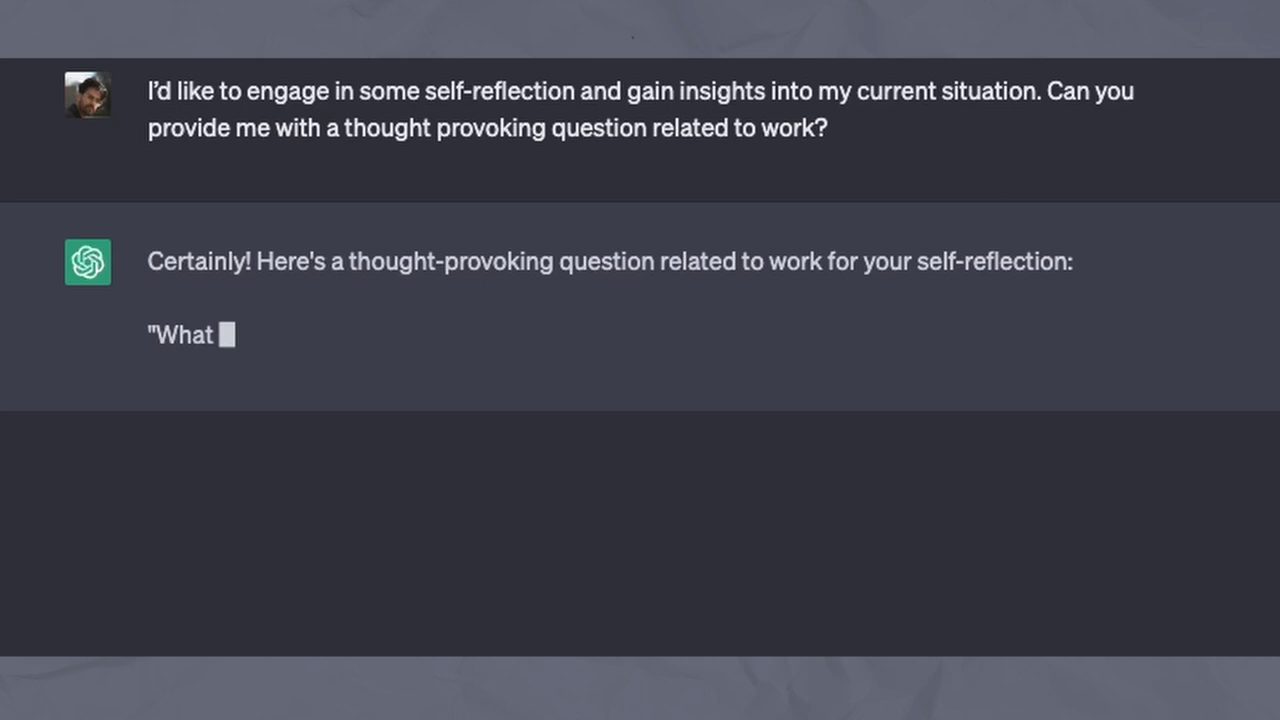 I'd like to engage in some self-reflection and gain insights into my current situation. Can you
provide me with a thought provoking question related to work?
Certainly! Here's a thought-provoking question related to work for your self-reflection:
"What